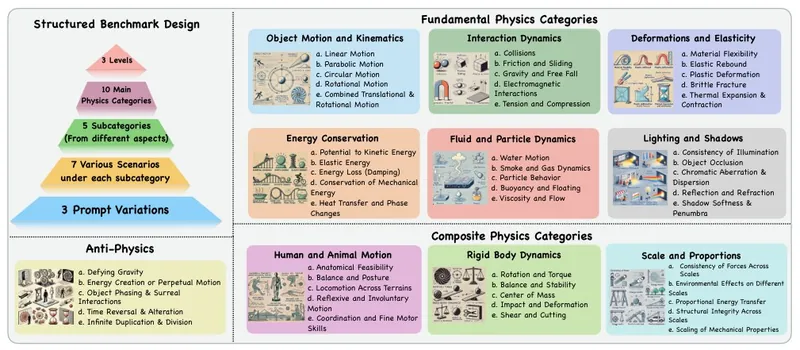 Structured Benchmark Design
3 Levels
10 Main
Physics Categories
5 Subcategories
(From different aspects)
7 Various Scenarios
under each subcategory
3 Prompt Variations
Anti-Physics
a. Defying Gravity
b. Energy Creation or Perpetual Motion
c. Object Phasing & Surreal
Interactions
d. Time Reversal & Alteration
e. Infinite Duplication & Division
Fundamental Physics Categories
Object Motion and Kinematics
a. Linear Motion
b. Parabolic Motion
c. Circular Motion
d. Rotational Motion
e. Combined Translational &
Rotational Motion
Interaction Dynamics
a. Collisions
b. Friction and Sliding
c. Gravity and Free Fall
d. Electromagnetic
Interactions
e. Tension and Compression
Deformations and Elasticity
a. Material Flexibility
b. Elastic Rebound
c. Plastic Deformation
d. Brittle Fracture
e. Thermal Expansion &
Contraction
Energy Conservation
a. Potential to Kinetic Energy
b. Elastic Energy
c. Energy Loss (Damping)
d. Conservation of Mechanical
Energy
e. Heat Transfer and Phase
Changes
Fluid and Particle Dynamics
a. Water Motion
b. Smoke and Gas Dynamics
c. Particle Behavior
d. Buoyancy and Floating
e. Viscosity and Flow
Lighting and Shadows
a. Consistency of Illumination
b. Object Occlusion
c. Chromatic Aberration &
Dispersion
d. Reflection and Refraction
e. Shadow Softness &
Penumbra
Composite Physics Categories
Human and Animal Motion
a. Anatomical Feasibility
b. Balance and Posture
c. Locomotion Across Terrains
d. Reflexive and Involuntary
Motion
e. Coordination and Fine Motor
Skills
Rigid Body Dynamics
a. Rotation and Torque
b. Balance and Stability
c. Center of Mass
d. Impact and Deformation
e. Shear and Cutting
Scale and Proportions
a. Consistency of Forces Across
Scales
b. Environmental Effects on Different
Scales
c. Proportional Energy Transfer
d. Structural Integrity Across
Scales
e. Scaling of Mechanical Properties